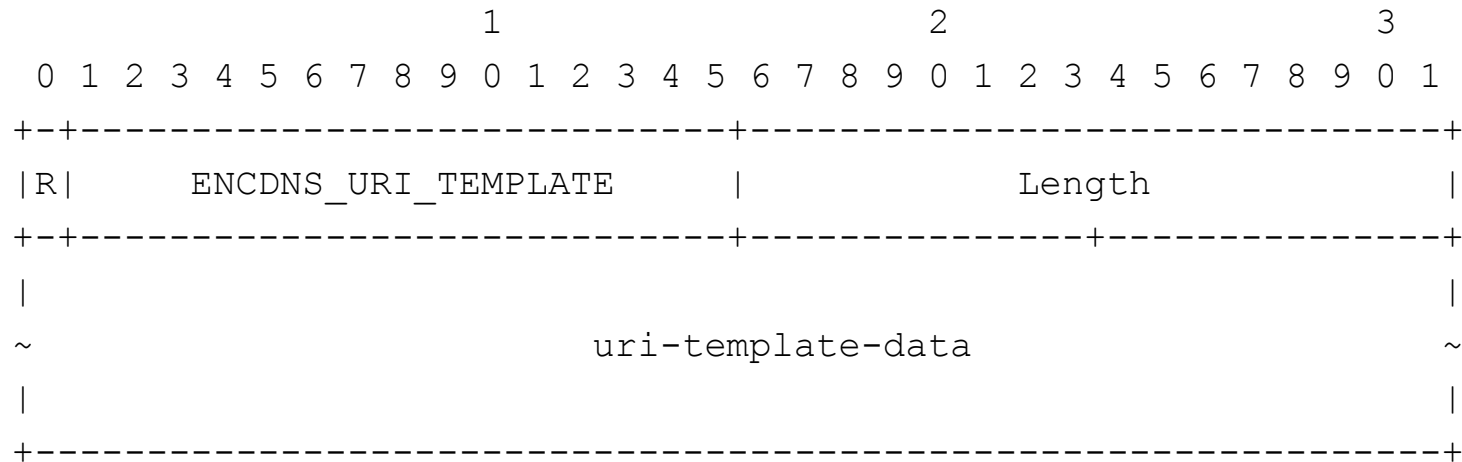 1                   2                   3
 0 1 2 3 4 5 6 7 8 9 0 1 2 3 4 5 6 7 8 9 0 1 2 3 4 5 6 7 8 9 0 1
+-+-----------------------------+-------------------------------+
|R|     ENCDNS_URI_TEMPLATE     |            Length             |
+-+-----------------------------+---------------+---------------+
|                                                               |
~                         uri-template-data                     ~
|                                                               |
+---------------------------------------------------------------+